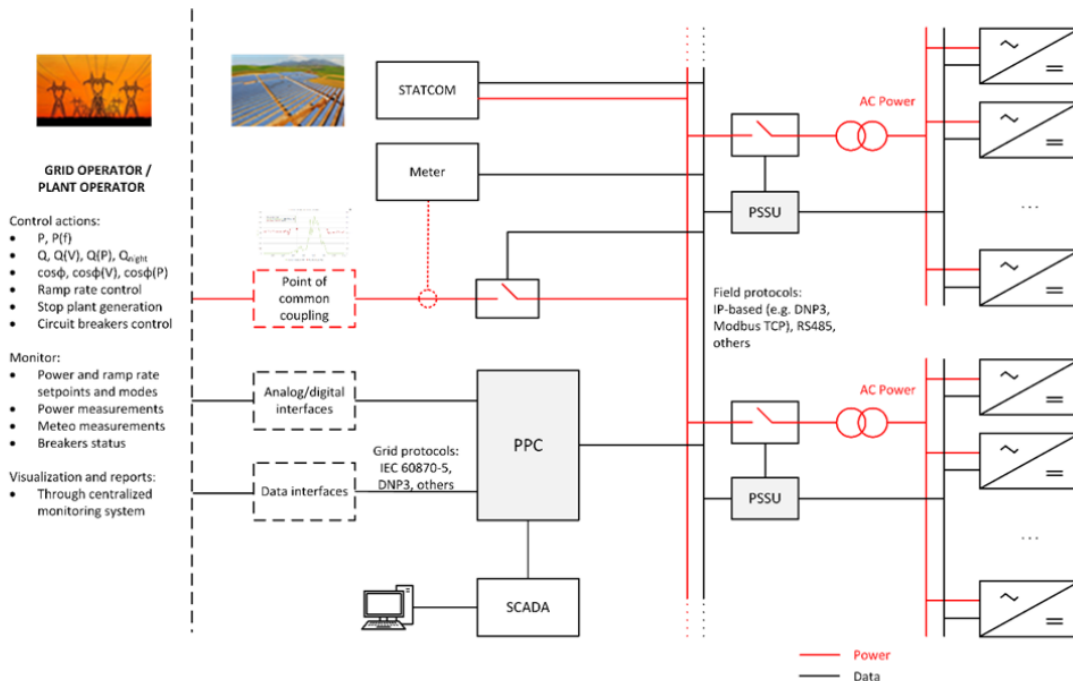 GRID OPERATOR /
PLANT OPERATOR
Control actions:
• P, P(f)
• Q, Q(V), Q(P), Qnight
• cosϕ, cosϕ(V), cosϕ(P)
• Ramp rate control
• Stop plant generation
• Circuit breakers control
Monitor:
• Power and ramp rate
setpoints and modes
• Power measurements
• Meteo measurements
• Breakers status
Visualization and reports:
• Through centralized
monitoring system
STATCOM
Meter
Point of
common
coupling
Analog/digital
interfaces
Data interfaces
Grid protocols:
IEC 60870-5,
DNP3, others
PPC
SCADA
AC Power
PSSU
...
Field protocols:
IP-based (e.g. DNP3,
Modbus TCP), RS485,
others
AC Power
PSSU
...
Power
Data